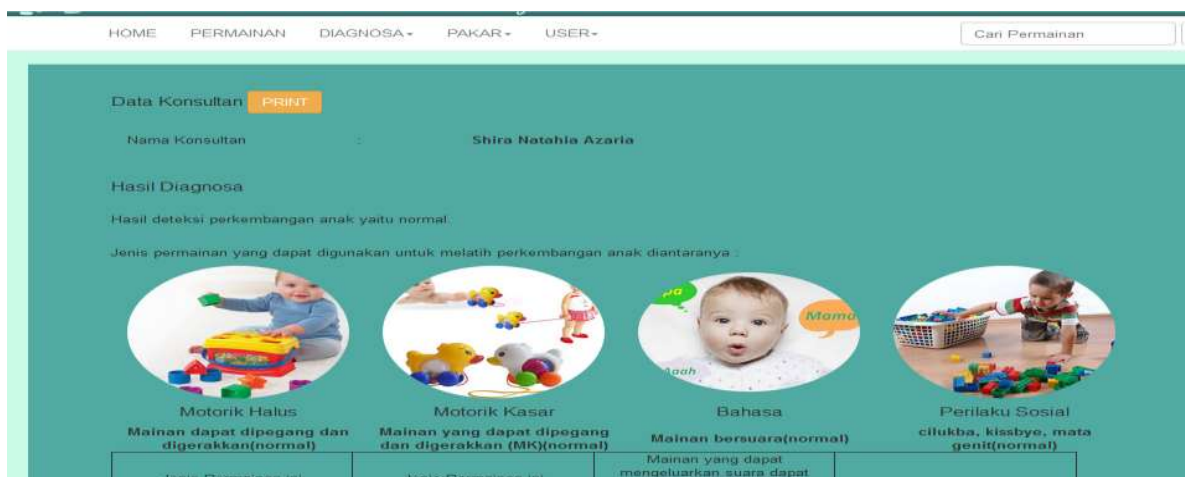 HOME PERMAINAN DIAGNOSA PAKAR USER Cari Permainan
Data Konsultan PRINT
Nama Konsultan : Shira Natahia Azaria
Hasil Diagnosa
Hasil deteksi perkembangan anak yaitu normal.
Jenis permainan yang dapat digunakan untuk melatih perkembangan anak diantaranya :
Mama
Aaah
Motorik Halus
Mainan dapat dipegang dan
digerakkan(normal)
Motorik Kasar
Mainan yang dapat dipegang
dan digerakkan (MK)(normal)
Bahasa
Mainan bersuara(normal)
Perilaku Sosial
cilukba, kissbye, mata
genit(normal)
Mainan yang dapat
mengeluarkan suara dapat